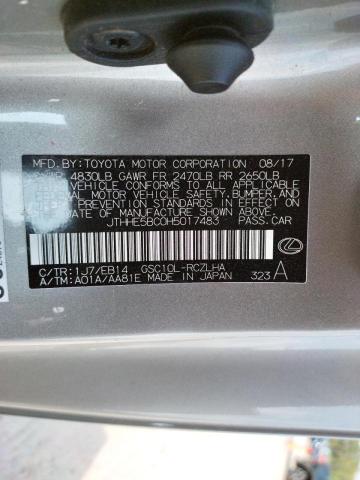 MFD. BY: TOYOTA MOTOR CORPORATION 08/17
GVWR 4830LB GAWR FR 2470LB RR 2650LB
THIS VEHICLE CONFORMS TO ALL APPLICABLE
FEDERAL MOTOR VEHICLE SAFETY, BUMPER, AND
THEFT PREVENTION STANDARDS IN EFFECT ON
THE DATE OF MANUFACTURE SHOWN ABOVE.
JTHHE5BC0H5017483 PASS.CAR
C/TR: 1J7/EB14 GSC10L-RCZLHA
A/TM: A01A/AA81E MADE IN JAPAN 323 A